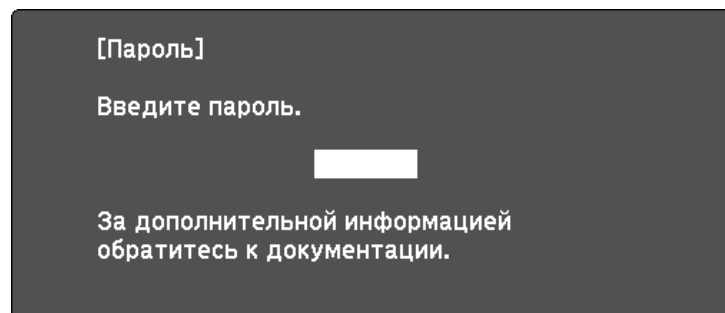 [Пароль]
Введите пароль.
За дополнительной информацией
обратитесь к документации.